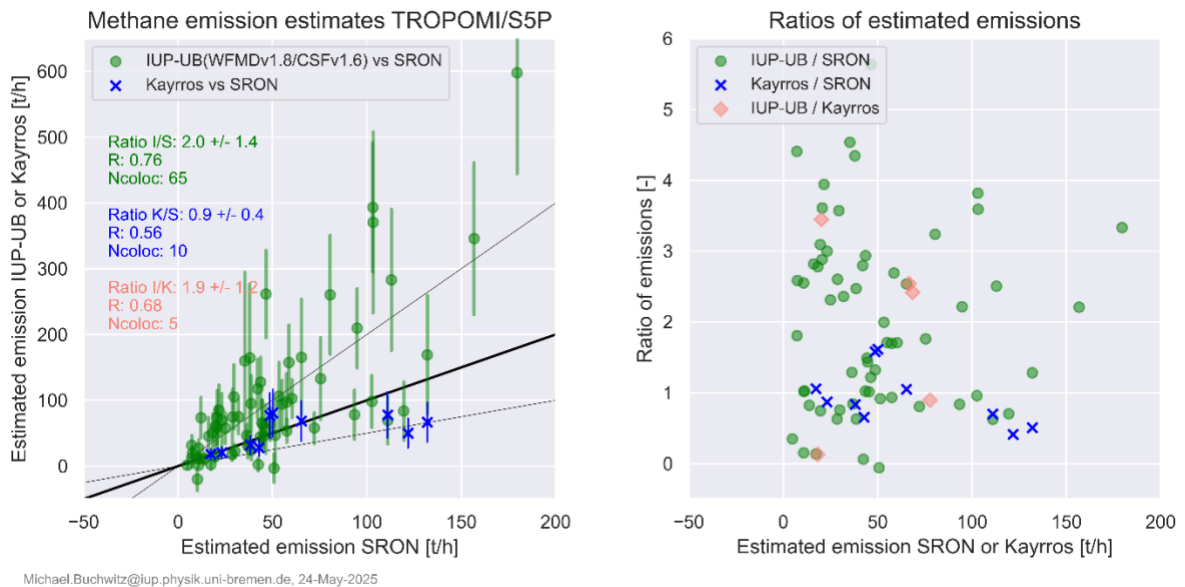 Methane emission estimates TROPOMI/S5P
IUP-UB(WFMDv1.8/CSFv1.6) vs SRON
Kayrros vs SRON
Ratio I/S: 2.0 +/- 1.4
R: 0.76
Ncoloc: 65
Ratio K/S: 0.9 +/- 0.4
R: 0.56
Ncoloc: 10
Ratio I/K: 1.9 +/- 1.2
R: 0.68
Ncoloc: 5
Estimated emission IUP-UB or Kayrros [t/h]
600
500
400
300
200
100
0
−50 0 50 100 150 200
Estimated emission SRON [t/h]
Ratios of estimated emissions
IUP-UB / SRON
Kayrros / SRON
IUP-UB / Kayrros
Ratio of emissions [-]
6
5
4
3
2
1
0
−50 0 50 100 150 200
Estimated emission SRON or Kayrros [t/h]
Michael.Buchwitz@iup.physik.uni-bremen.de, 24-May-2025